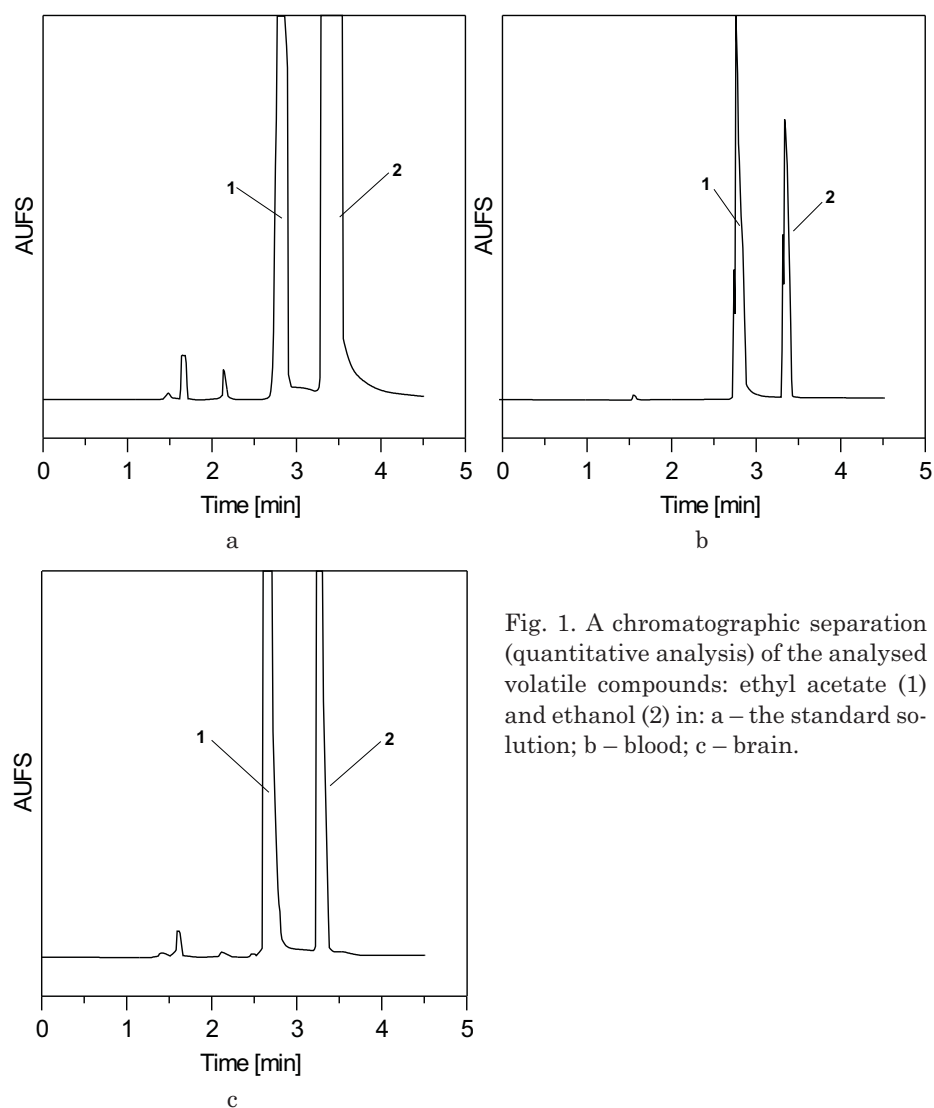 1
2
AUFS
0 1 2 3 4 5
Time [min]
a
1
2
AUFS
0 1 2 3 4 5
Time [min]
b
1
2
AUFS
0 1 2 3 4 5
Time [min]
c
Fig. 1. A chromatographic separation
(quantitative analysis) of the analysed
volatile compounds: ethyl acetate (1)
and ethanol (2) in: a – the standard so-
lution; b – blood; c – brain.